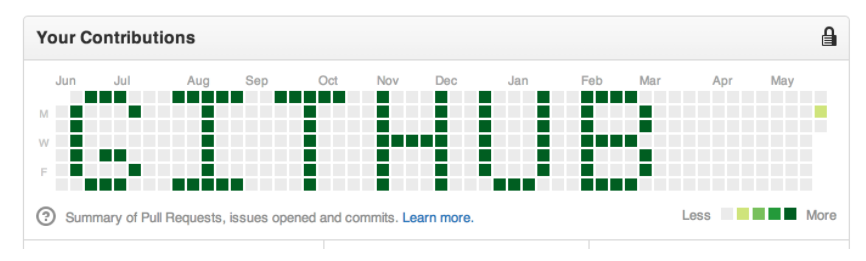 Your Contributions
Jun Jul Aug Sep Oct Nov Dec Jan Feb Mar Apr May
M
W
F
GITHUB
? Summary of Pull Requests, issues opened and commits. Learn more.
Less More